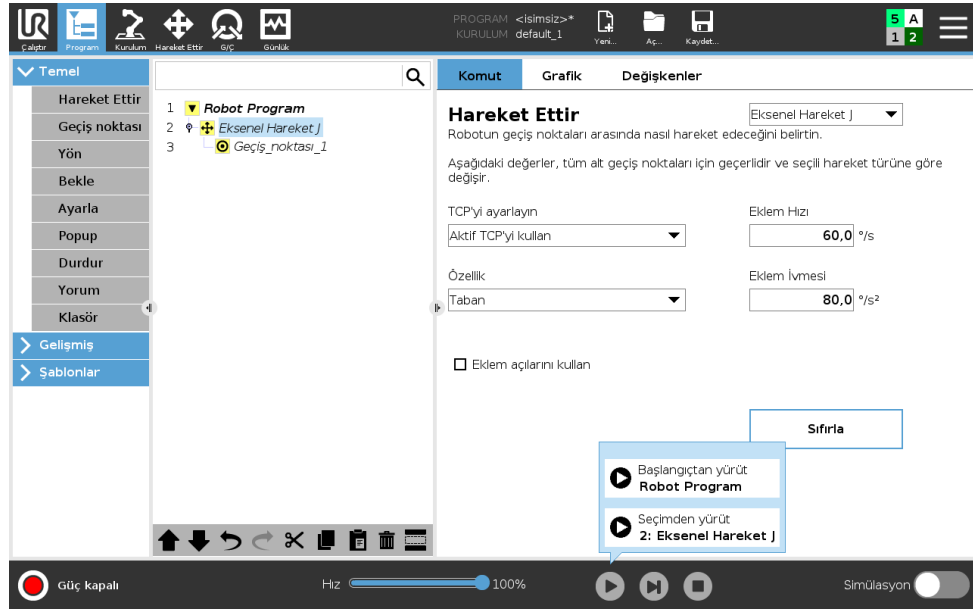 Çalıştır
Program
Kurulum
Hareket Ettir
G/Ç
Günlük
PROGRAM <isimsiz>*
KURULUM default_1
Yeni...
Aç...
Kaydet...
5 A
1 2
Temel
Hareket Ettir
Geçiş noktası
Yön
Bekle
Ayarla
Popup
Durdur
Yorum
Klasör
Gelişmiş
Şablonlar
1 Robot Program
2 Eksenel Hareket J
3 Geçiş_noktası_1
Komut
Grafik
Değişkenler
Hareket Ettir
Eksenel Hareket J
Robotun geçiş noktaları arasında nasıl hareket edeceğini belirtin.
Aşağıdaki değerler, tüm alt geçiş noktaları için geçerlidir ve seçili hareket türüne göre
değişir.
TCP'yi ayarlayın
Eklem Hızı
Aktif TCP'yi kullan
60,0 °/s
Özellik
Eklem İvmesi
Taban
80,0 °/s²
Eklem açılarını kullan
Sıfırla
Başlangıçtan yürüt
Robot Program
Seçimden yürüt
2: Eksenel Hareket J
Güç kapalı
Hız
100%
Simülasyon